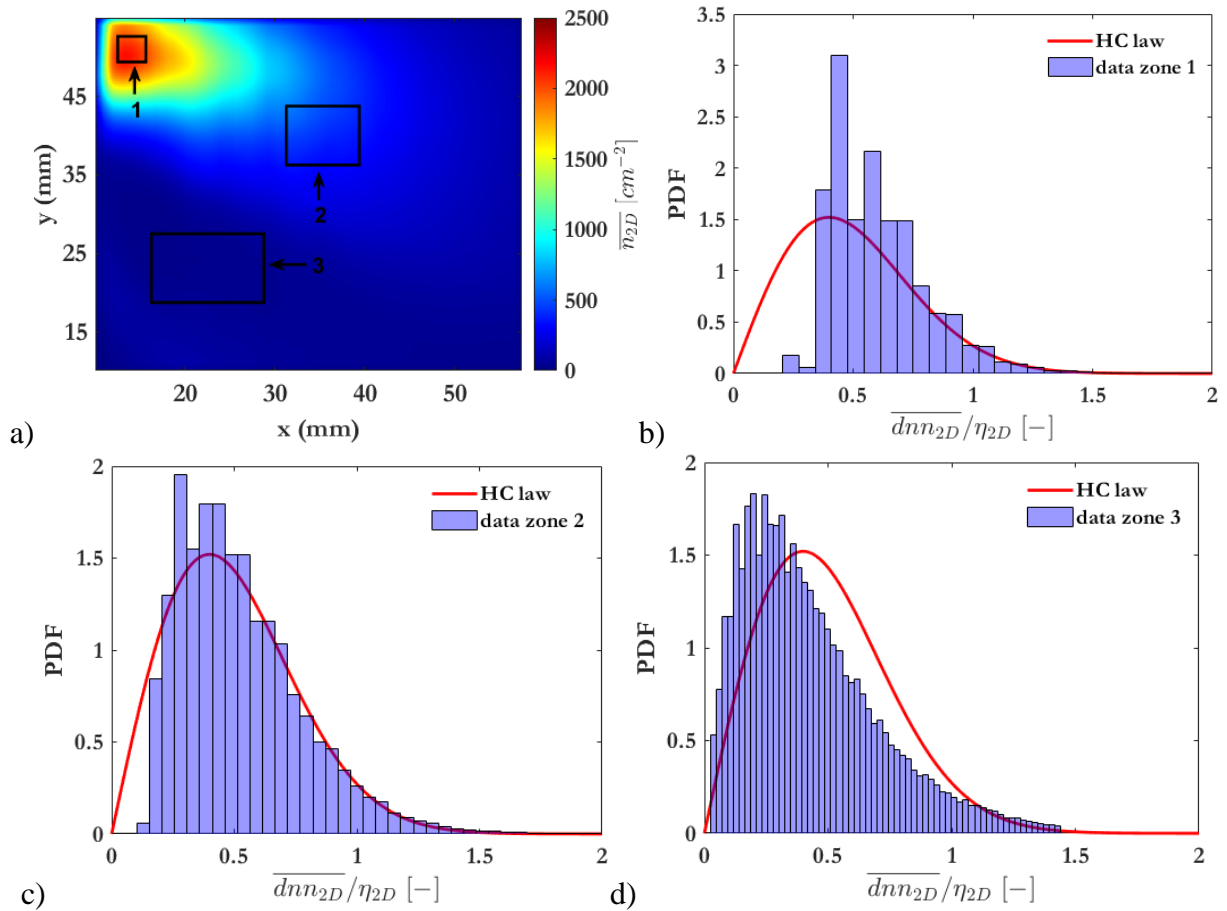 2500
2000
1500
1000
500
0
$\overline{n_{2D}}$ [$cm^{-2}$]
45
35
25
15
y (mm)
1
2
3
20 30 40 50
x (mm)
a)
3.5
3
2.5
2
1.5
1
0.5
0
PDF
HC law
data zone 1
0 0.5 1 1.5 2
$\overline{dnn_{2D}}/\eta_{2D}$ [−]
b)
2
1.5
1
0.5
0
PDF
HC law
data zone 2
0 0.5 1 1.5 2
$\overline{dnn_{2D}}/\eta_{2D}$ [−]
c)
2
1.5
1
0.5
0
PDF
HC law
data zone 3
0 0.5 1 1.5 2
$\overline{dnn_{2D}}/\eta_{2D}$ [−]
d)